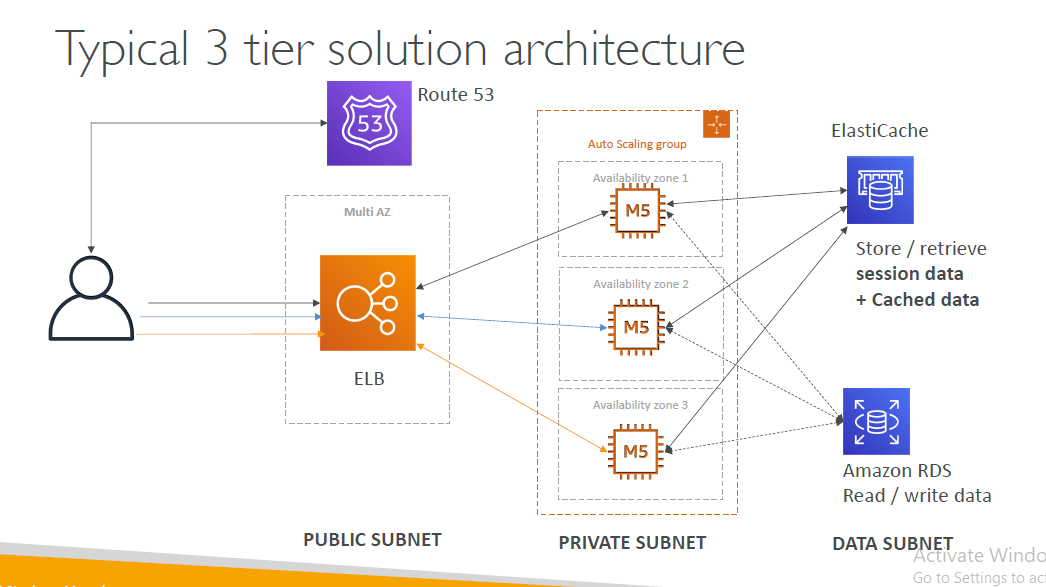 Typical 3 tier solution architecture
53
Route 53
Multi AZ
ELB
Auto Scaling group
Availability zone 1
M5
Availability zone 2
M5
Availability zone 3
M5
ElastiCache
Store / retrieve
session data
+ Cached data
Amazon RDS
Read / write data
PUBLIC SUBNET
PRIVATE SUBNET
DATA SUBNET
Activate Windo
Go to Settings to ac